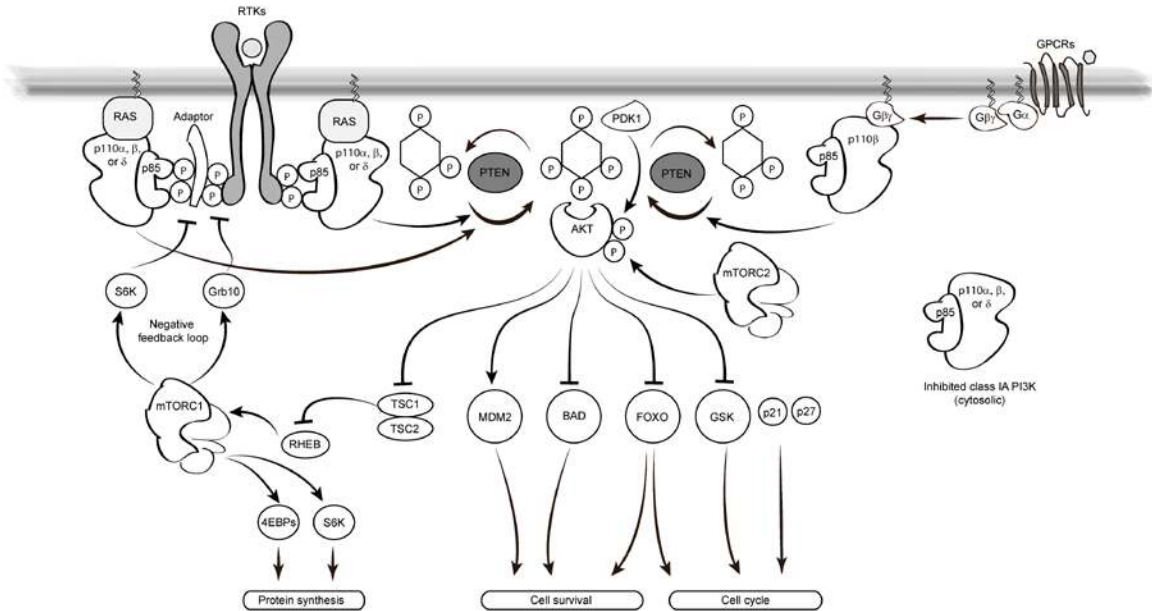 RTKs
GPCRs
RAS
Adaptor
RAS
p110α, β,
or δ
p85
P
P
P
P
P
P
P
P
p85
p110α, β,
or δ
P
P
P
PTEN
P
P
P
P
PDK1
PTEN
P
P
P
p85
p110β
Gβγ
Gβγ
Gα
AKT
P
P
mTORC2
S6K
Grb10
Negative
feedback loop
mTORC1
RHEB
TSC1
TSC2
MDM2
BAD
FOXO
GSK
p21
p27
p110α, β,
or δ
p85
Inhibited class IA PI3K
(cytosolic)
4EBPs
S6K
Protein synthesis
Cell survival
Cell cycle